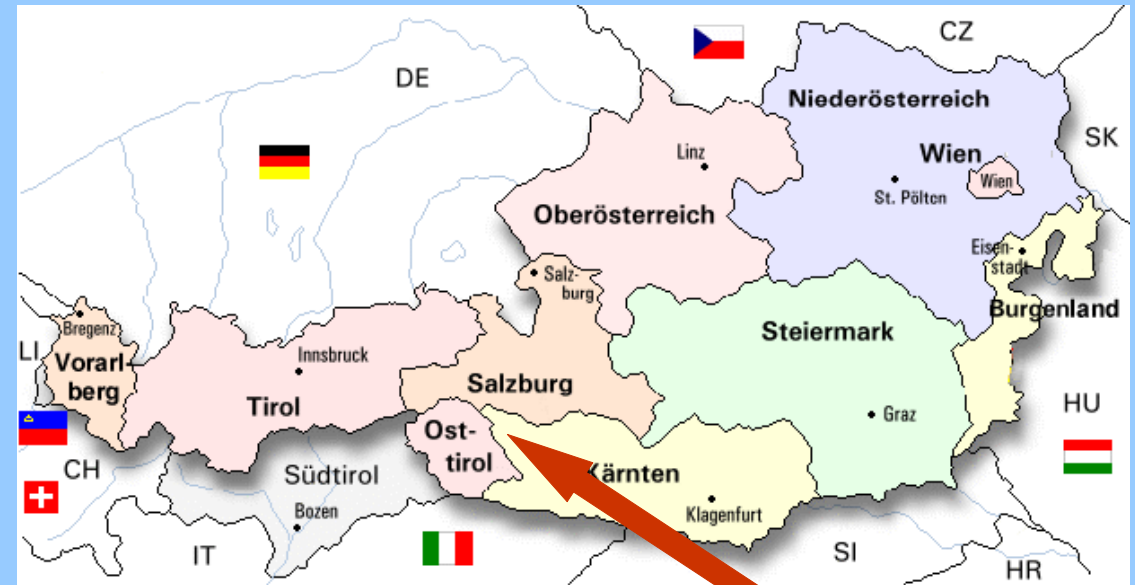 CZ
DE
Niederösterreich
SK
Linz
Wien
Wien
St. Pölten
Oberösterreich
Eisen-
stadt
Salz-
burg
Burgenland
Bregenz
Steiermark
LI
Vorarl-
berg
Innsbruck
Salzburg
Tirol
HU
Graz
Ost-
tirol
CH
Südtirol
Kärnten
Bozen
Klagenfurt
IT
SI
HR